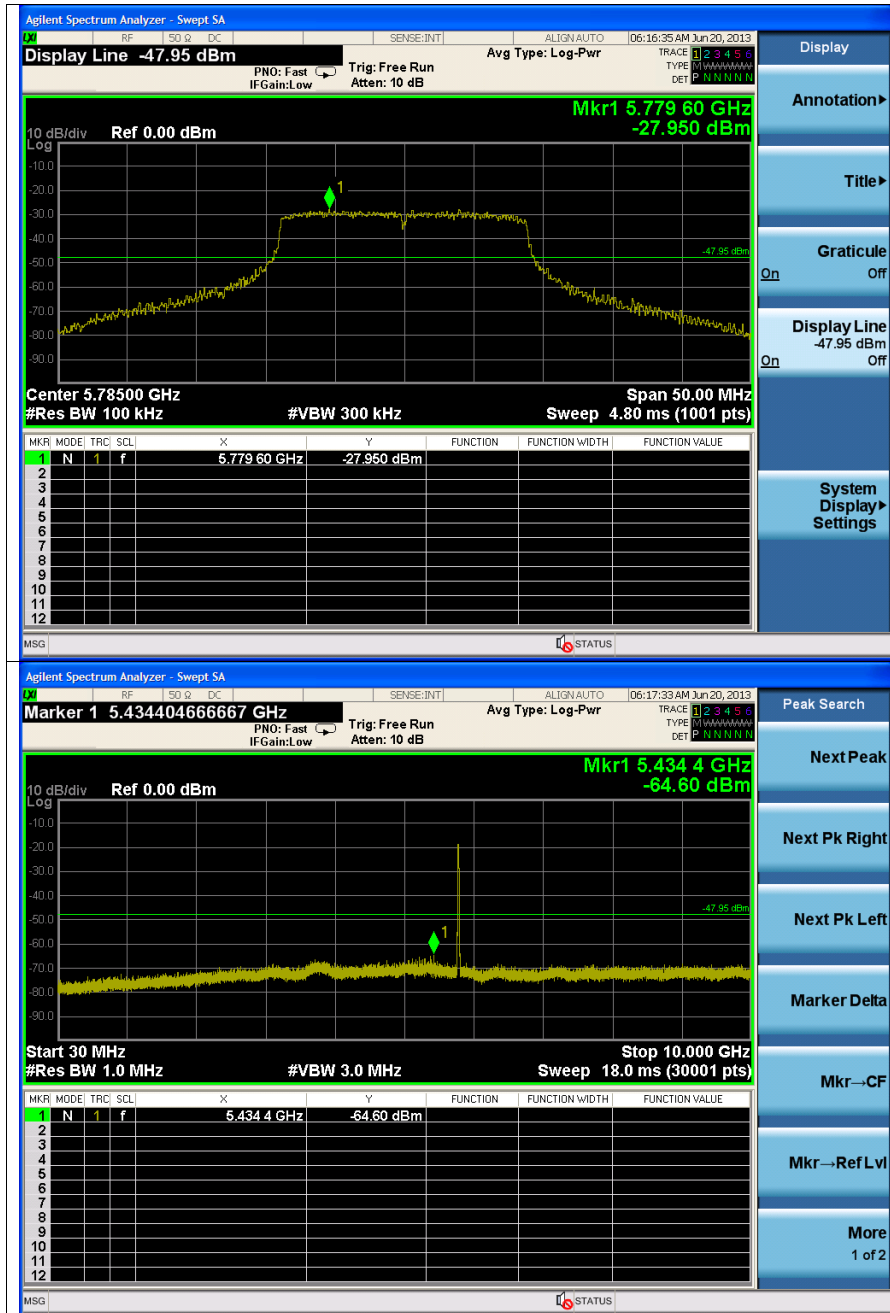 Agilent Spectrum Analyzer - Swept SA
LXI RF 50 Ω DC SENSE:INT ALIGN AUTO 06:16:35 AM Jun 20, 2013
Display Line -47.95 dBm
PNO: Fast
IFGain:Low
Trig: Free Run
Atten: 10 dB
Avg Type: Log-Pwr
TRACE 1 2 3 4 5 6
TYPE M WWWWW
DET P N N N N N
Mkr1 5.779 60 GHz
-27.950 dBm
10 dB/div Ref 0.00 dBm
Log
-10.0
-20.0
-30.0
-40.0
-50.0
-60.0
-70.0
-80.0
-90.0
1
-47.95 dBm
Center 5.78500 GHz Span 50.00 MHz
#Res BW 100 kHz #VBW 300 kHz Sweep 4.80 ms (1001 pts)
MKR MODE TRC SCL X Y FUNCTION FUNCTION WIDTH FUNCTION VALUE
1 N 1 f 5.779 60 GHz -27.950 dBm
2
3
4
5
6
7
8
9
10
11
12
MSG STATUS
Display
Annotation
Title
Graticule
On Off
Display Line
-47.95 dBm
On Off
System
Display
Settings
Agilent Spectrum Analyzer - Swept SA
LXI RF 50 Ω DC SENSE:INT ALIGN AUTO 06:17:33 AM Jun 20, 2013
Marker 1 5.434404666667 GHz
PNO: Fast
IFGain:Low
Trig: Free Run
Atten: 10 dB
Avg Type: Log-Pwr
TRACE 1 2 3 4 5 6
TYPE M WWWWW
DET P N N N N N
Mkr1 5.434 4 GHz
-64.60 dBm
10 dB/div Ref 0.00 dBm
Log
-10.0
-20.0
-30.0
-40.0
-50.0
-60.0
-70.0
-80.0
-90.0
1
-47.95 dBm
Start 30 MHz Stop 10.000 GHz
#Res BW 1.0 MHz #VBW 3.0 MHz Sweep 18.0 ms (30001 pts)
MKR MODE TRC SCL X Y FUNCTION FUNCTION WIDTH FUNCTION VALUE
1 N 1 f 5.434 4 GHz -64.60 dBm
2
3
4
5
6
7
8
9
10
11
12
MSG STATUS
Peak Search
Next Peak
Next Pk Right
Next Pk Left
Marker Delta
Mkr→CF
Mkr→Ref Lvl
More
1 of 2